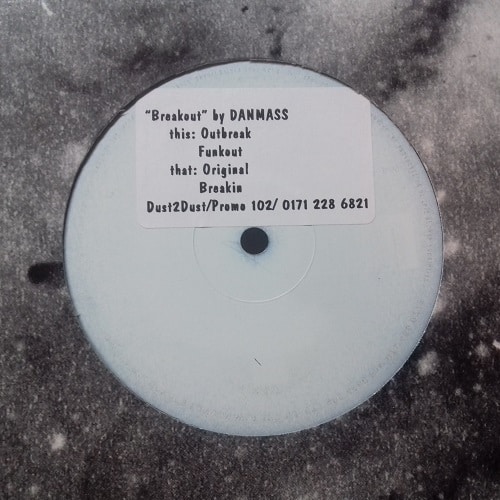 "Breakout" by DANMASS
this: Outbreak
Funkout
that: Original
Breakin
Dust2Dust/Promo 102/ 0171 228 6821